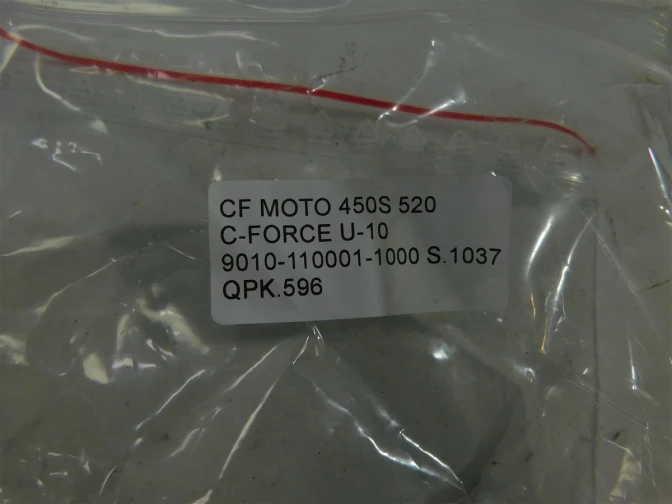 CF MOTO 450S 520
C-FORCE U-10
9010-110001-1000 S.1037
QPK.596